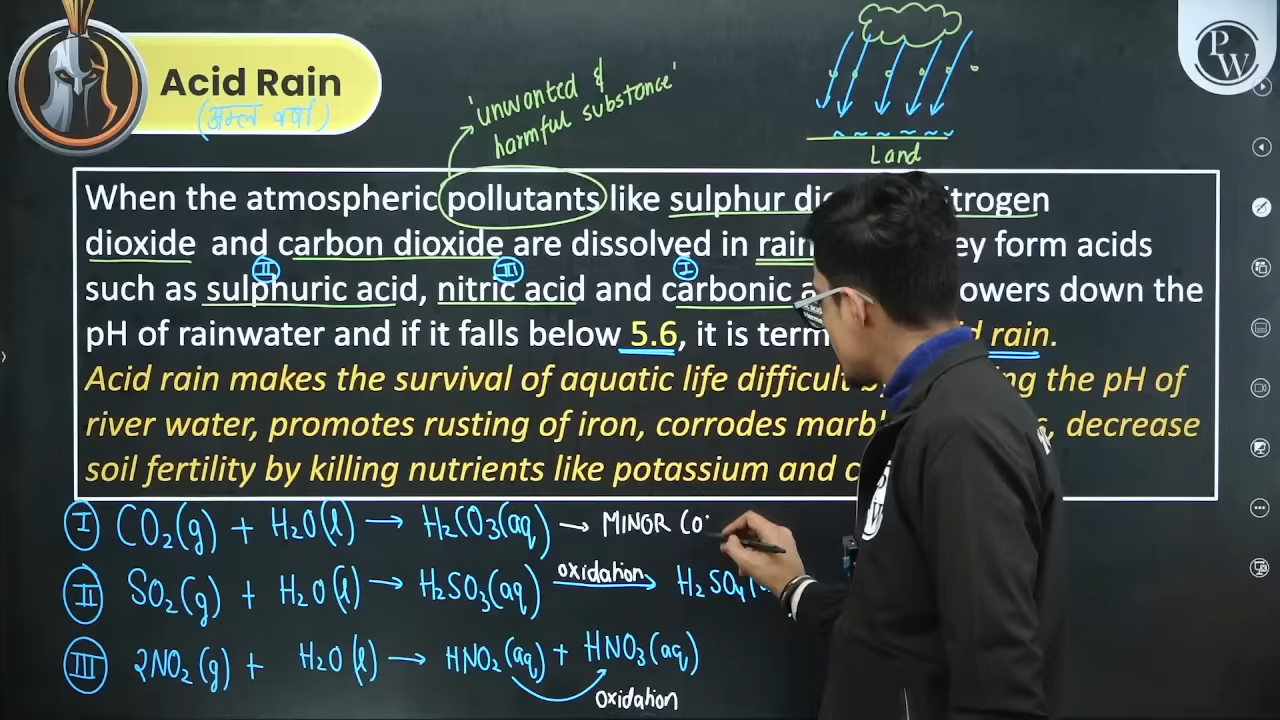 Acid Rain
(अम्ल वर्षा)
'unwanted &
harmful substance'
Land
PW
When the atmospheric pollutants like sulphur itrogen
dioxide and carbon dioxide are dissolved in rain ey form acids
such as sulphuric acid, nitric acid and carbonic owers down the
pH of rainwater and if it falls below 5.6, it is term d rain.
Acid rain makes the survival of aquatic life difficult ng the pH of
river water, promotes rusting of iron, corrodes marb , decrease
soil fertility by killing nutrients like potassium and
II III I
I CO₂(g) + H₂O(l) → H₂CO₃(aq) → MINOR CO
II SO₂(g) + H₂O(l) → H₂SO₃(aq) oxidation → H₂SO₄(
III 2NO₂(g) + H₂O(l) → HNO₂(aq) + HNO₃(aq)
oxidation